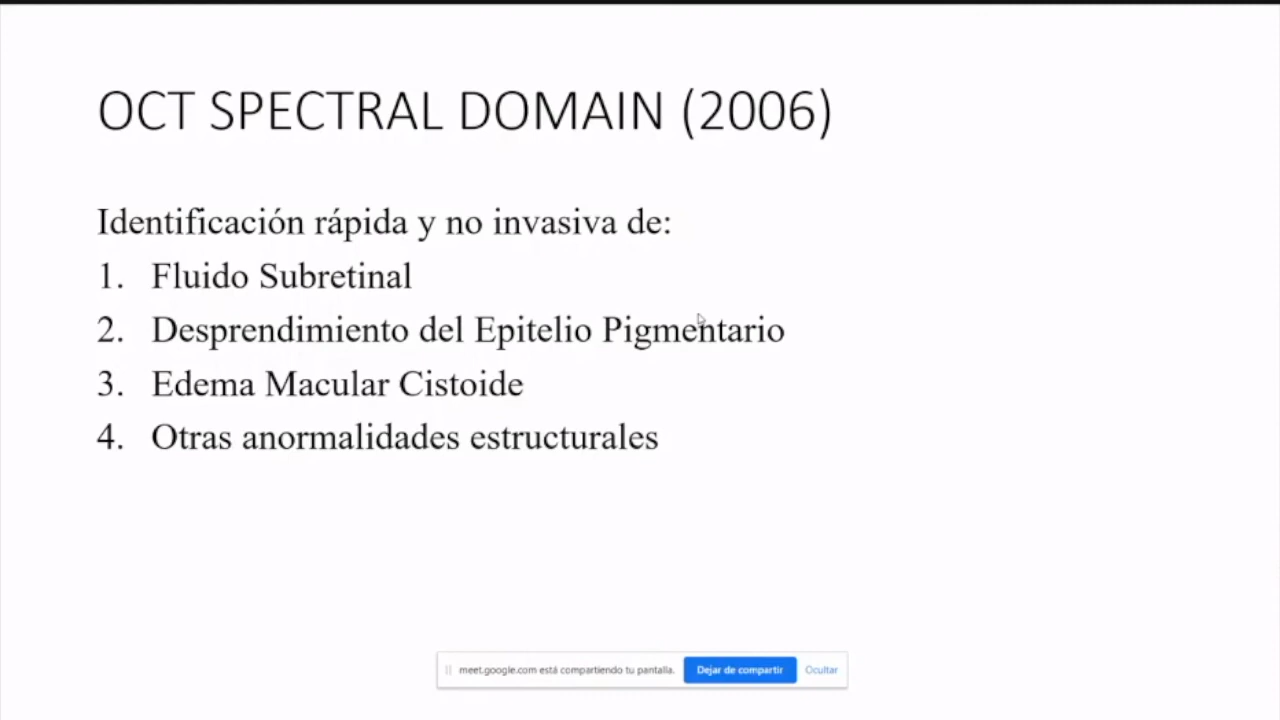 OCT SPECTRAL DOMAIN (2006)
Identificación rápida y no invasiva de:
1. Fluido Subretinal
2. Desprendimiento del Epitelio Pigmentario
3. Edema Macular Cistoide
4. Otras anormalidades estructurales
meet.google.com está compartiendo tu pantalla. Dejar de compartir Ocultar